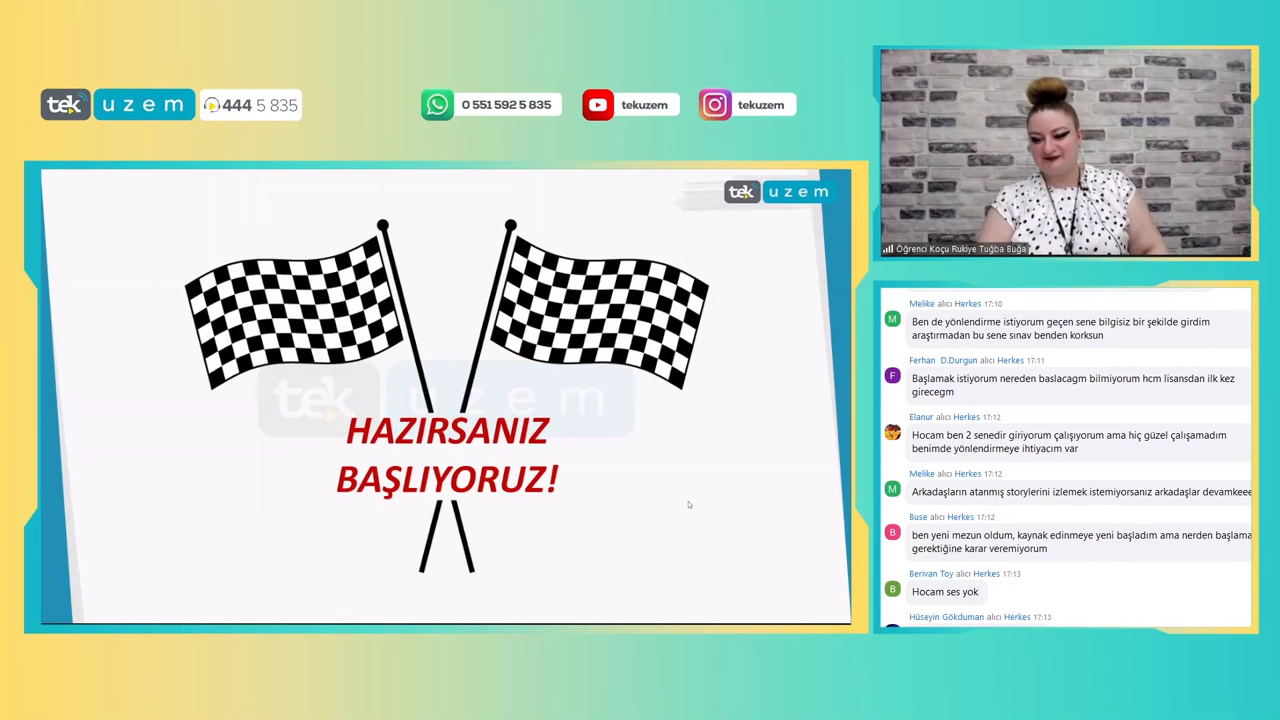 tek uzem 444 5 835
0 551 592 5 835
tekuzem
tekuzem
tek uzem
tek uzem
HAZIRSANIZ
BAŞLIYORUZ!
Öğrenci Koçu Rukiye Tuğba Buğa
Melike alıcı Herkes 17:10
M
Ben de yönlendirme istiyorum geçen sene bilgisiz bir şekilde girdim
araştırmadan bu sene sınav benden korksun
Ferhan D.Durgun alıcı Herkes 17:11
F
Başlamak istiyorum nereden baslacagm bilmiyorum hcm lisansdan ilk kez
girecegm
Elanur alıcı Herkes 17:12
Hocam ben 2 senedir giriyorum çalışıyorum ama hiç güzel çalışamadım
benimde yönlendirmeye ihtiyacım var
Melike alıcı Herkes 17:12
M
Arkadaşların atanmış storylerini izlemek istemiyorsanız arkadaşlar devamkeee
Buse alıcı Herkes 17:12
B
ben yeni mezun oldum, kaynak edinmeye yeni başladım ama nerden başlama
gerektiğine karar veremiyorum
Berivan Toy alıcı Herkes 17:13
B
Hocam ses yok
Hüseyin Gökduman alıcı Herkes 17:13